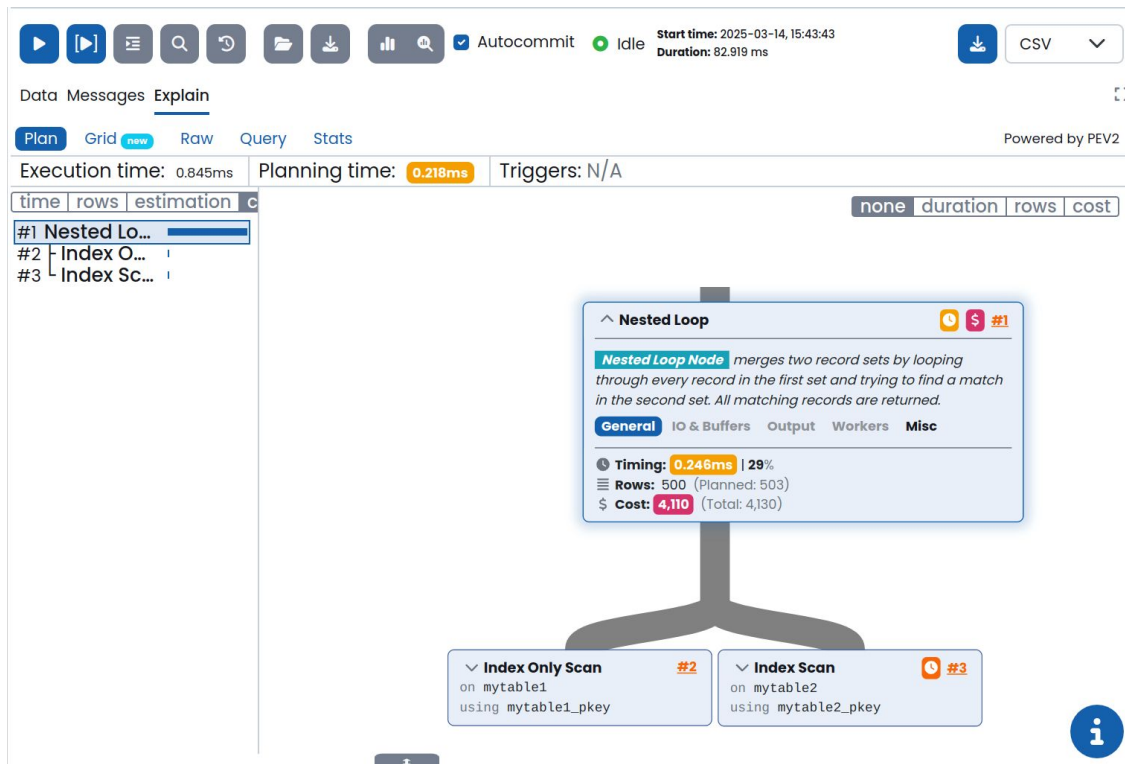 Autocommit Idle Start time: 2025-03-14, 15:43:43
Duration: 82.919 ms
CSV
Data Messages Explain
Plan Grid new Raw Query Stats Powered by PEV2
Execution time: 0.845ms Planning time: 0.218ms Triggers: N/A
time rows estimation c
none duration rows cost
#1 Nested Lo...
#2 Index O...
#3 Index Sc...
Nested Loop $ #1
Nested Loop Node merges two record sets by looping
through every record in the first set and trying to find a match
in the second set. All matching records are returned.
General IO & Buffers Output Workers Misc
Timing: 0.246ms | 29%
Rows: 500 (Planned: 503)
$ Cost: 4,110 (Total: 4,130)
Index Only Scan #2
on mytable1
using mytable1_pkey
Index Scan #3
on mytable2
using mytable2_pkey